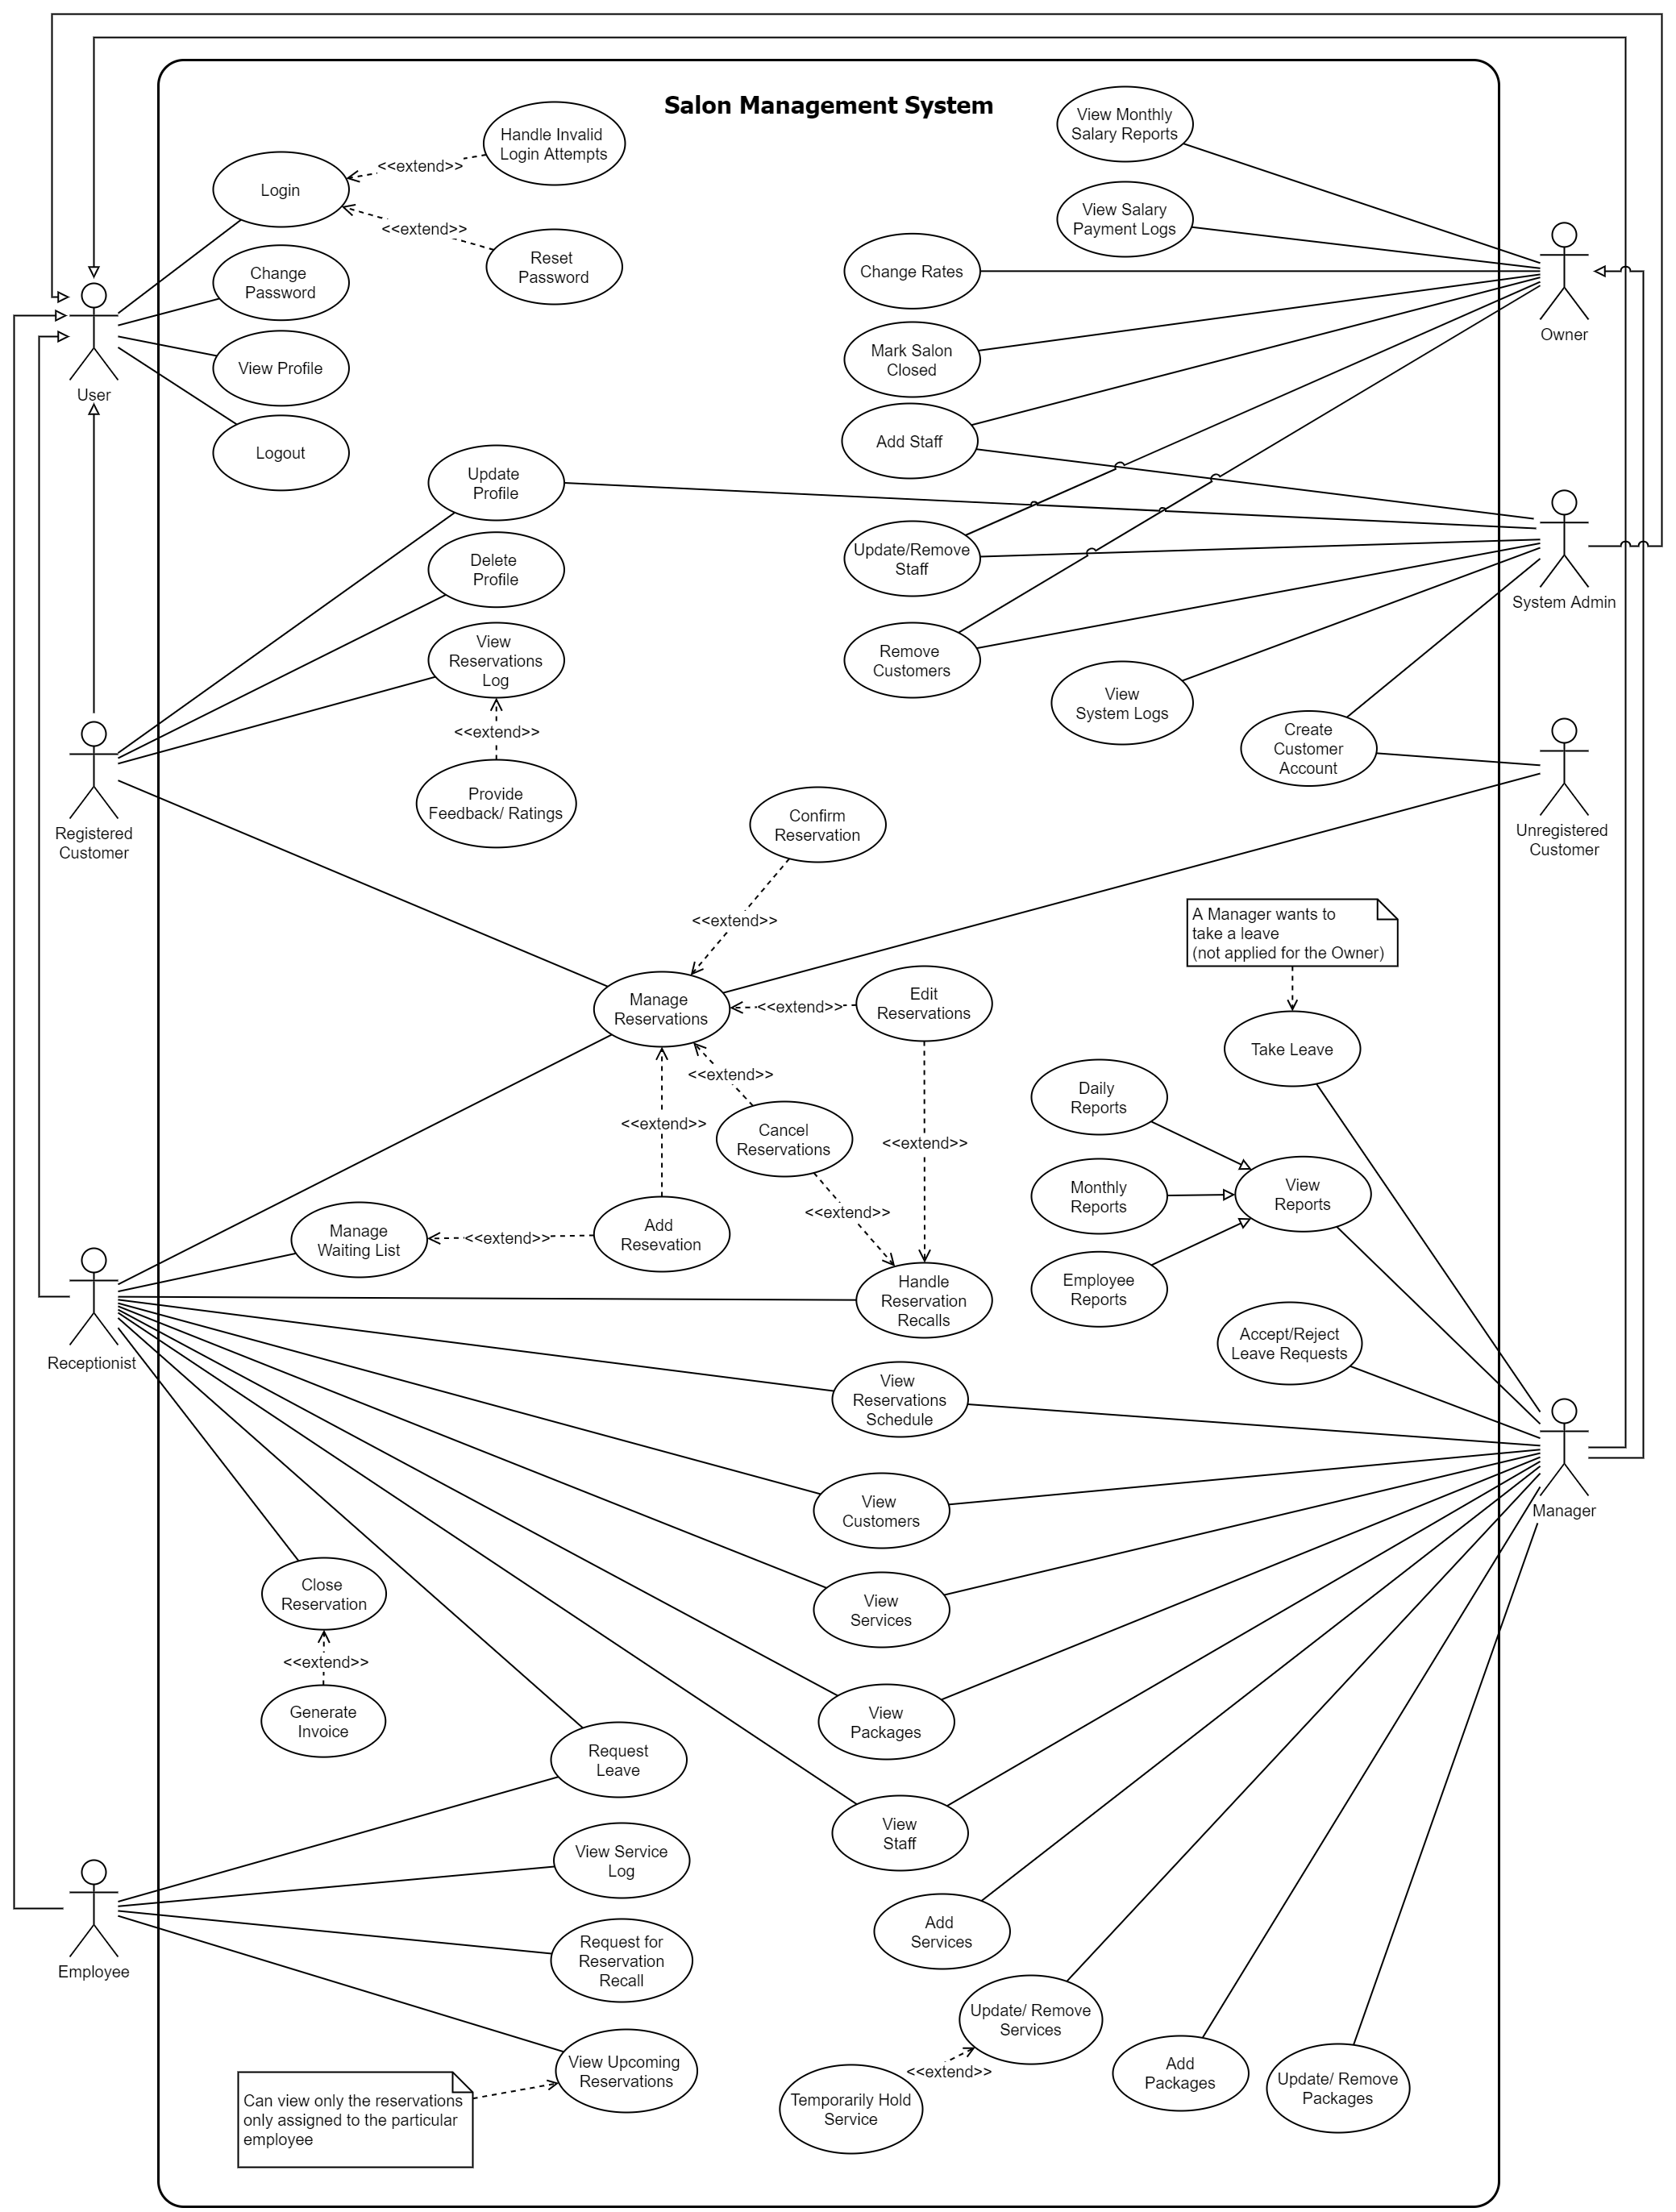 Salon Management System
View Monthly
Salary Reports
Handle Invalid
Login Attempts
<<extend>>
Login
View Salary
Payment Logs
<<extend>>
Reset
Password
Change
Password
Change Rates
Owner
Mark Salon
Closed
View Profile
User
Add Staff
Logout
Update
Profile
Update/Remove
Staff
Delete
Profile
System Admin
View
Reservations
Log
Remove
Customers
View
System Logs
<<extend>>
Create
Customer
Account
Provide
Feedback/ Ratings
Registered
Customer
Confirm
Reservation
Unregistered
Customer
<<extend>>
A Manager wants to
take a leave
(not applied for the Owner)
Manage
Reservations
<<extend>>
Edit
Reservations
Take Leave
<<extend>>
Daily
Reports
<<extend>>
Cancel
Reservations
<<extend>>
Monthly
Reports
View
Reports
<<extend>>
Manage
Waiting List
<<extend>>
Add
Resevation
Handle
Reservation
Recalls
Employee
Reports
Receptionist
Accept/Reject
Leave Requests
View
Reservations
Schedule
View
Customers
Manager
Close
Reservation
View
Services
<<extend>>
Generate
Invoice
View
Packages
Request
Leave
View
Staff
View Service
Log
Add
Services
Employee
Request for
Reservation
Recall
Update/ Remove
Services
View Upcoming
Reservations
<<extend>>
Add
Packages
Update/ Remove
Packages
Can view only the reservations
only assigned to the particular
employee
Temporarily Hold
Service